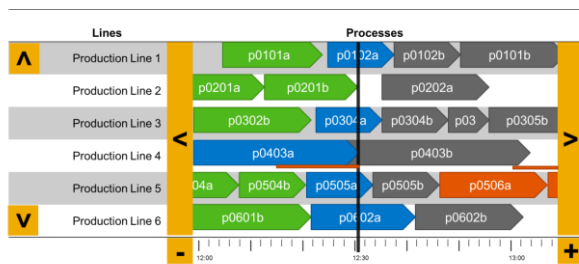 Lines Processes
Production Line 1 p0101a p0102a p0102b p0101b
Production Line 2 p0201a p0201b p0202a
Production Line 3 p0302b p0304a p0304b p03 p0305b
Production Line 4 p0403a p0403b
Production Line 5 04a p0504b p0505a p0505b p0506a
Production Line 6 p0601b p0602a p0602b
12:00 12:30 13:00